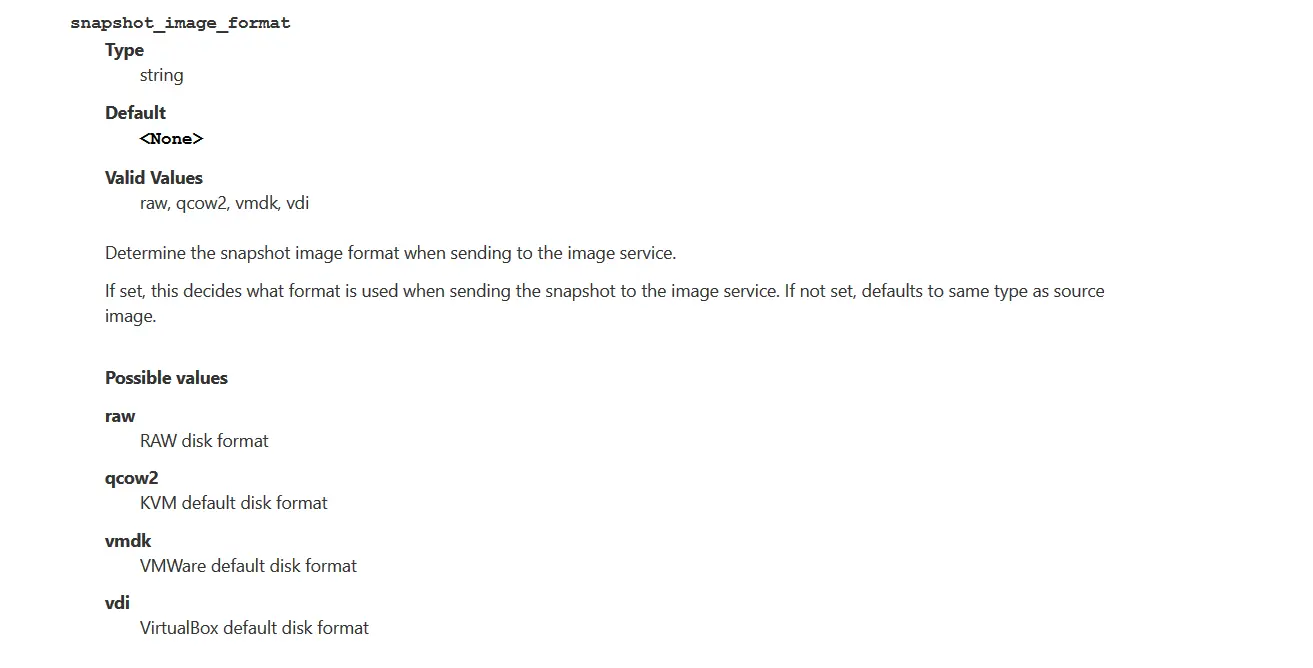 snapshot_image_format
Type
string
Default
<None>
Valid Values
raw, qcow2, vmdk, vdi
Determine the snapshot image format when sending to the image service.
If set, this decides what format is used when sending the snapshot to the image service. If not set, defaults to same type as source
image.
Possible values
raw
RAW disk format
qcow2
KVM default disk format
vmdk
VMWare default disk format
vdi
VirtualBox default disk format